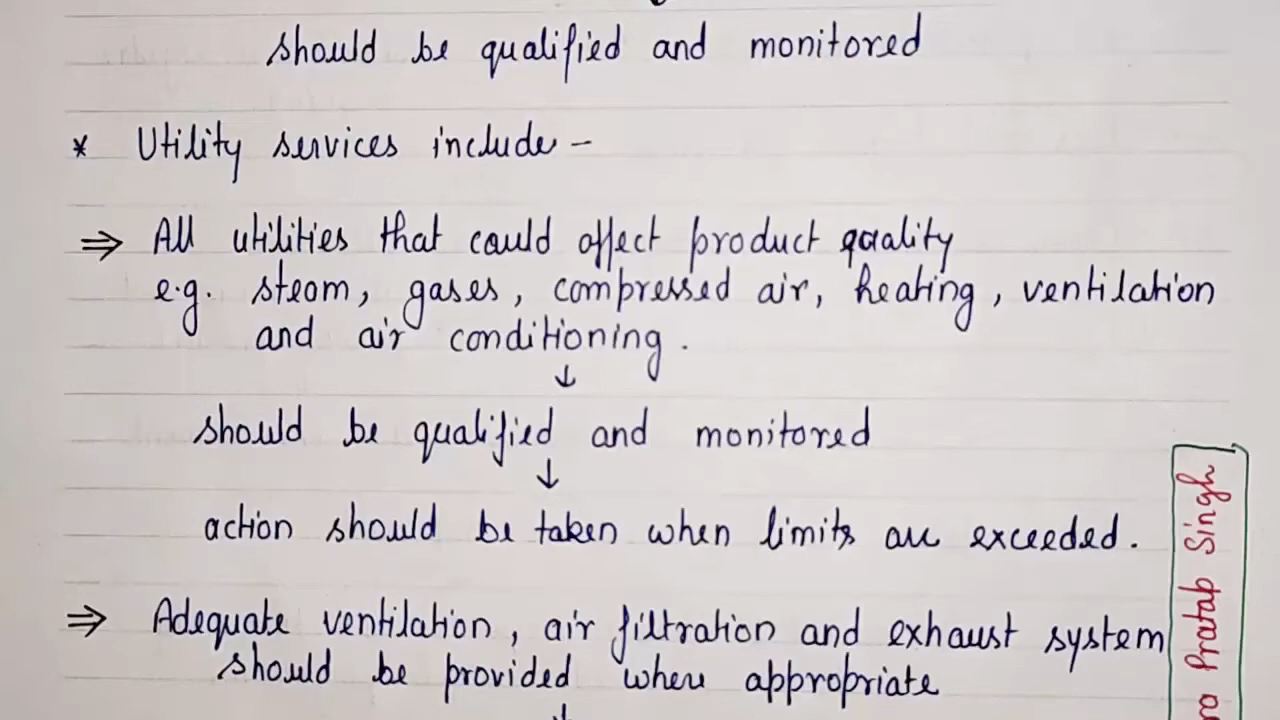 should be qualified and monitored
* Utility services include -
⇒ All utilities that could affect product quality
e.g. steam, gases, compressed air, heating, ventilation
and air conditioning.
↓
should be qualified and monitored
↓
action should be taken when limits are exceeded.
⇒ Adequate ventilation, air filtration and exhaust system
should be provided where appropriate
↓
Pratap Singh